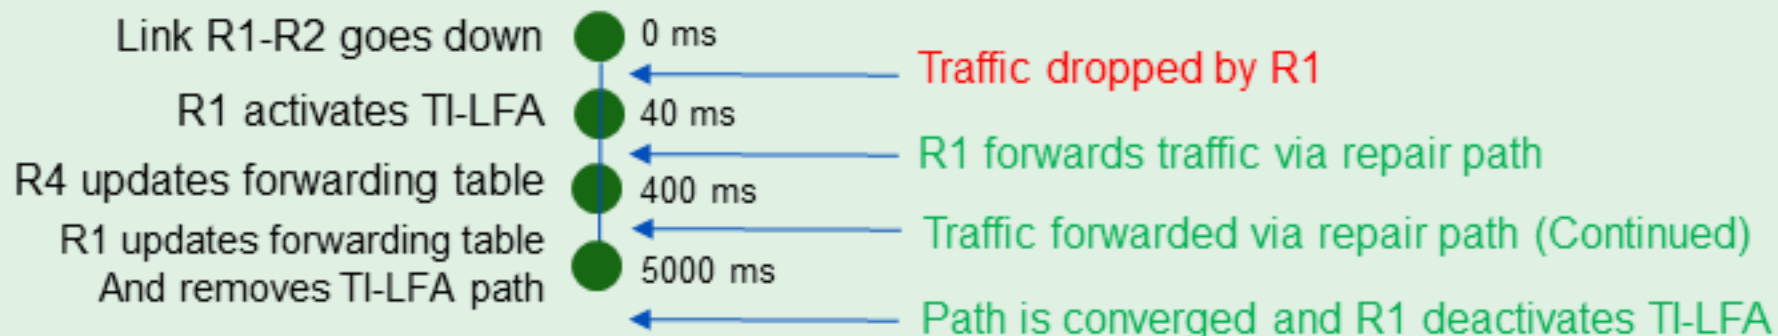 Link R1-R2 goes down
0 ms
Traffic dropped by R1
R1 activates TI-LFA
40 ms
R1 forwards traffic via repair path
R4 updates forwarding table
400 ms
Traffic forwarded via repair path (Continued)
R1 updates forwarding table
And removes TI-LFA path
5000 ms
Path is converged and R1 deactivates TI-LFA